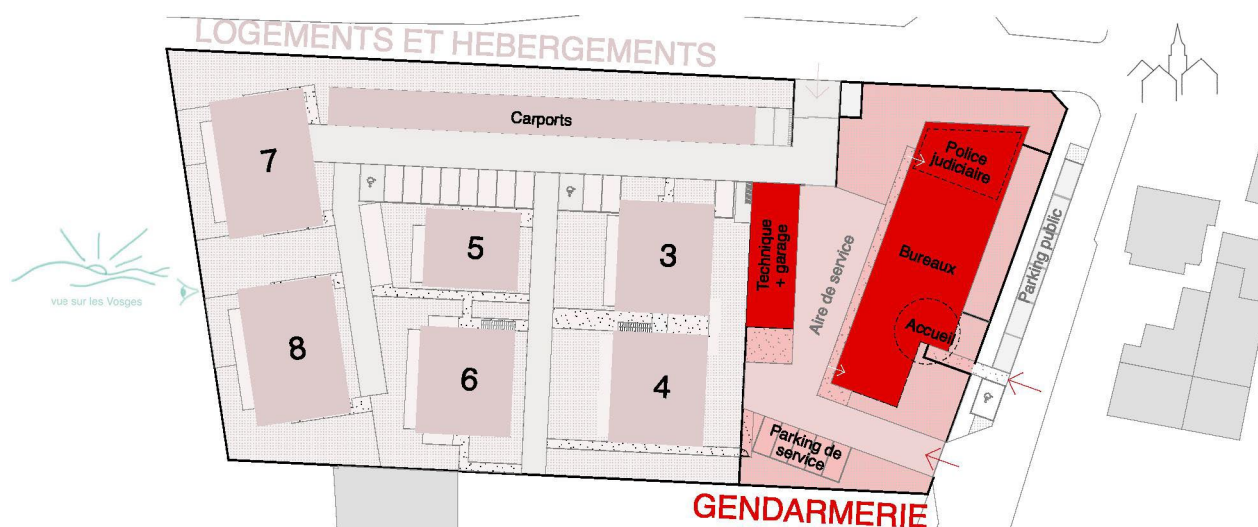 LOGEMENTS ET HEBERGEMENTS
Carports
7
5
3
8
6
4
vus sur les Vosges
Technique
+ garage
Aire de service
Police
judiciaire
Bureaux
Accueil
Parking public
Parking de
service
GENDARMERIE